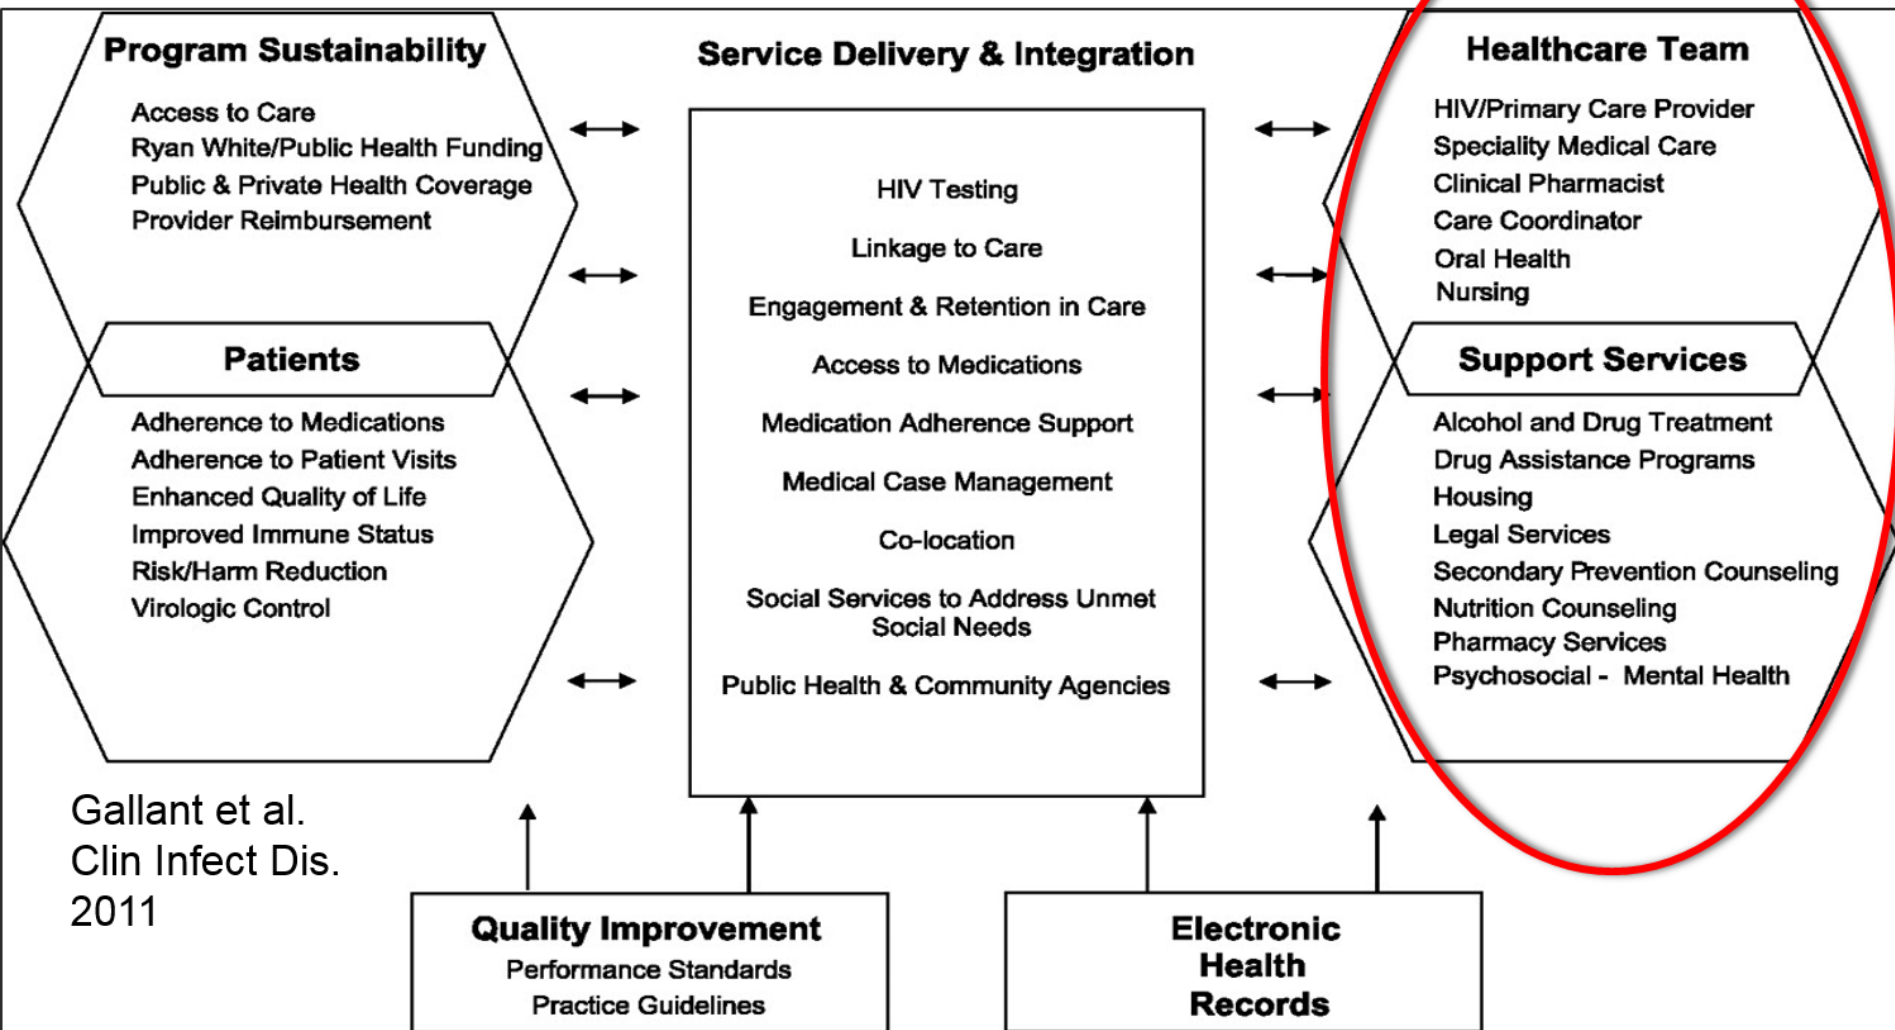 Program Sustainability
Access to Care
Ryan White/Public Health Funding
Public & Private Health Coverage
Provider Reimbursement
Patients
Adherence to Medications
Adherence to Patient Visits
Enhanced Quality of Life
Improved Immune Status
Risk/Harm Reduction
Virologic Control
Service Delivery & Integration
HIV Testing
Linkage to Care
Engagement & Retention in Care
Access to Medications
Medication Adherence Support
Medical Case Management
Co-location
Social Services to Address Unmet
Social Needs
Public Health & Community Agencies
Healthcare Team
HIV/Primary Care Provider
Speciality Medical Care
Clinical Pharmacist
Care Coordinator
Oral Health
Nursing
Support Services
Alcohol and Drug Treatment
Drug Assistance Programs
Housing
Legal Services
Secondary Prevention Counseling
Nutrition Counseling
Pharmacy Services
Psychosocial - Mental Health
Gallant et al.
Clin Infect Dis.
2011
Quality Improvement
Performance Standards
Practice Guidelines
Electronic
Health
Records